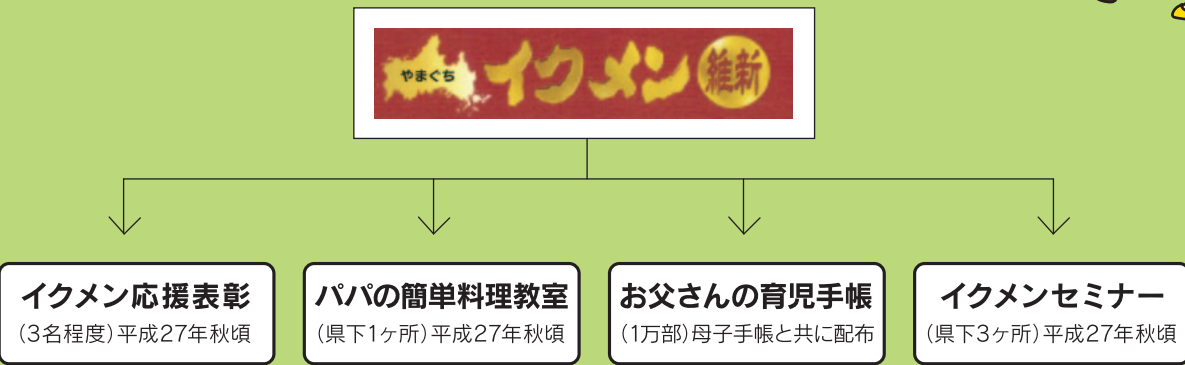 やまぐち イクメン 維新
イクメン応援表彰
(3名程度)平成27年秋頃
パパの簡単料理教室
(県下1ヶ所)平成27年秋頃
お父さんの育児手帳
(1万部)母子手帳と共に配布
イクメンセミナー
(県下3ヶ所)平成27年秋頃